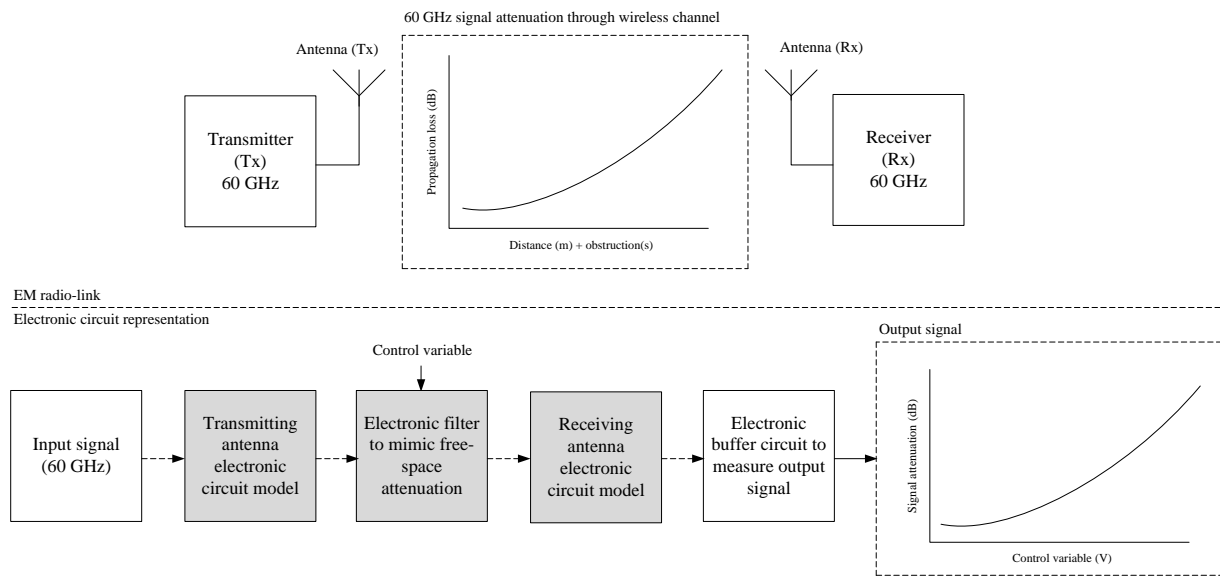 60 GHz signal attenuation through wireless channel
Antenna (Tx)
Antenna (Rx)
Transmitter
(Tx)
60 GHz
Propagation loss (dB)
Distance (m) + obstruction(s)
Receiver
(Rx)
60 GHz
EM radio-link
Electronic circuit representation
Output signal
Control variable
Input signal
(60 GHz)
Transmitting
antenna
electronic
circuit model
Electronic filter
to mimic free-
space
attenuation
Receiving
antenna
electronic
circuit model
Electronic
buffer circuit to
measure output
signal
Signal attenuation (dB)
Control variable (V)